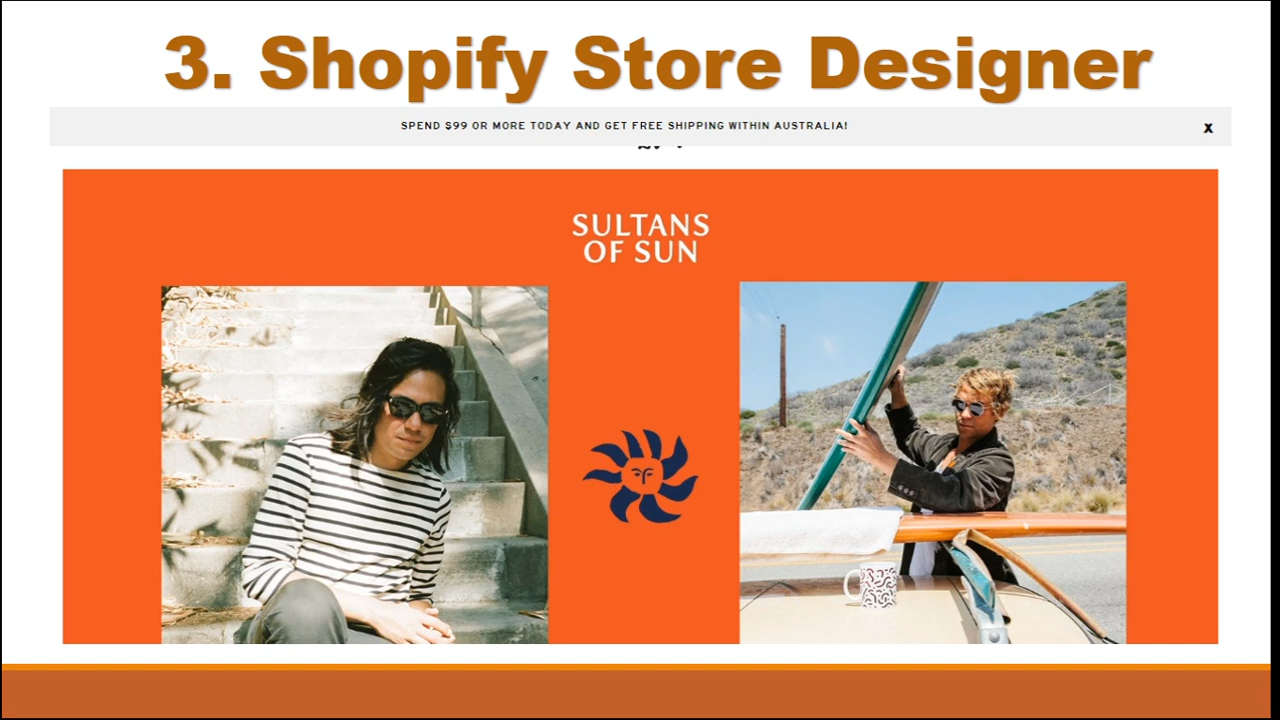 3. Shopify Store Designer
SPEND $99 OR MORE TODAY AND GET FREE SHIPPING WITHIN AUSTRALIA!
X
SULTANS
OF SUN